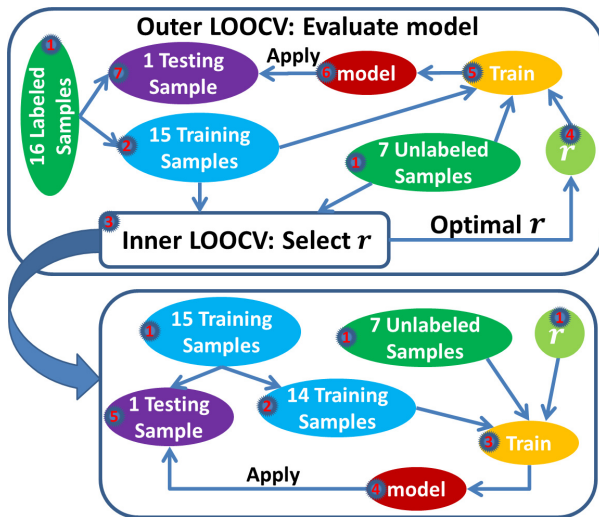 Outer LOOCV: Evaluate model
1
16 Labeled
Samples
7
1 Testing
Sample
Apply
6
model
5
Train
2
15 Training
Samples
1
7 Unlabeled
Samples
4
r
3
Inner LOOCV: Select r
Optimal r
1
15 Training
Samples
1
7 Unlabeled
Samples
1
r
5
1 Testing
Sample
2
14 Training
Samples
3
Train
Apply
4
model